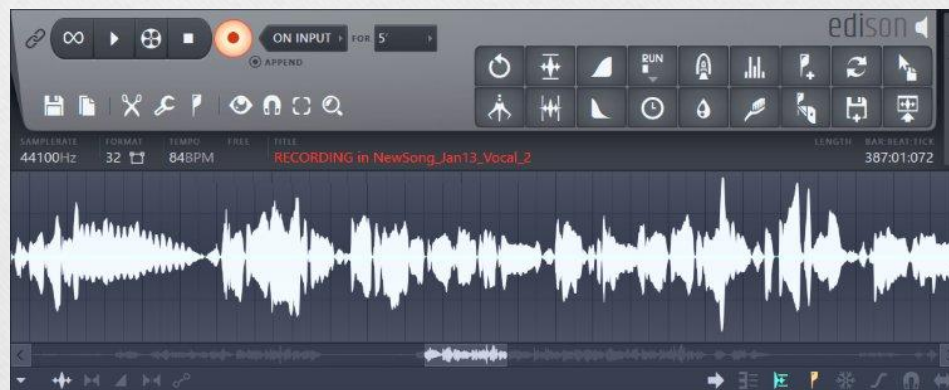 edison
ON INPUT FOR 5'
APPEND
RUN
SAMPLERATE FORMAT TEMPO FREE TITLE LENGTH BAR:BEAT:TICK
44100Hz 32 84BPM RECORDING in NewSong_Jan13_Vocal_2 387:01:072